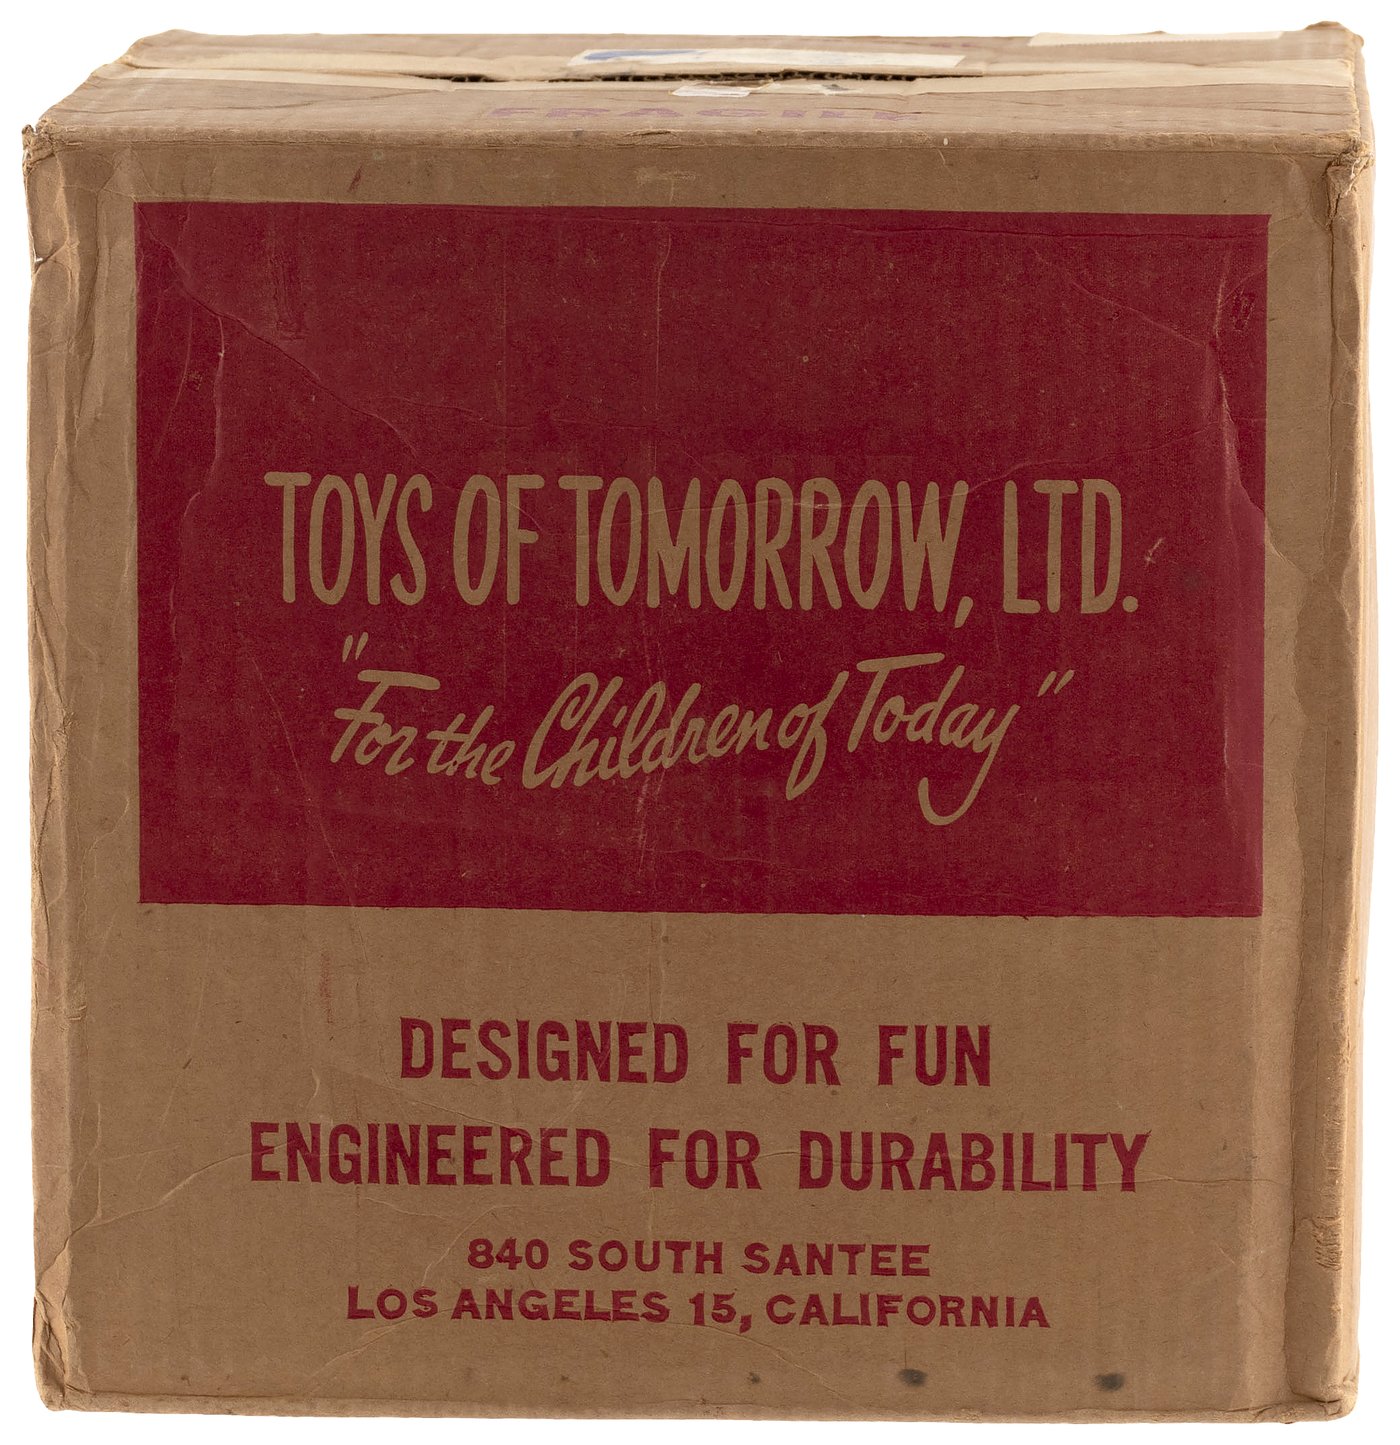 FRAGILE
TOYS OF TOMORROW, LTD.
"For the Children of Today"
DESIGNED FOR FUN
ENGINEERED FOR DURABILITY
840 SOUTH SANTEE
LOS ANGELES 15, CALIFORNIA